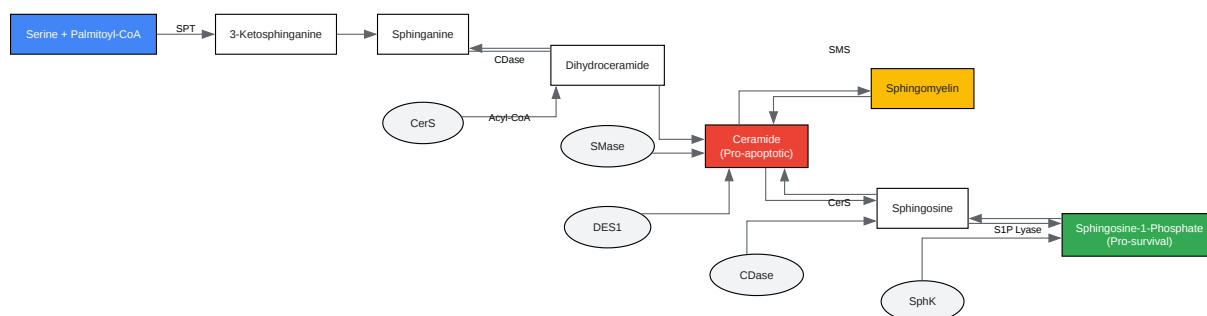 Serine + Palmitoyl-CoA
SPT
3-Ketosphinganine
Sphinganine
CDase
Dihydroceramide
SMS
Sphingomyelin
CerS
Acyl-CoA
SMase
Ceramide
(Pro-apoptotic)
DES1
CerS
Sphingosine
S1P Lyase
Sphingosine-1-Phosphate
(Pro-survival)
CDase
SphK